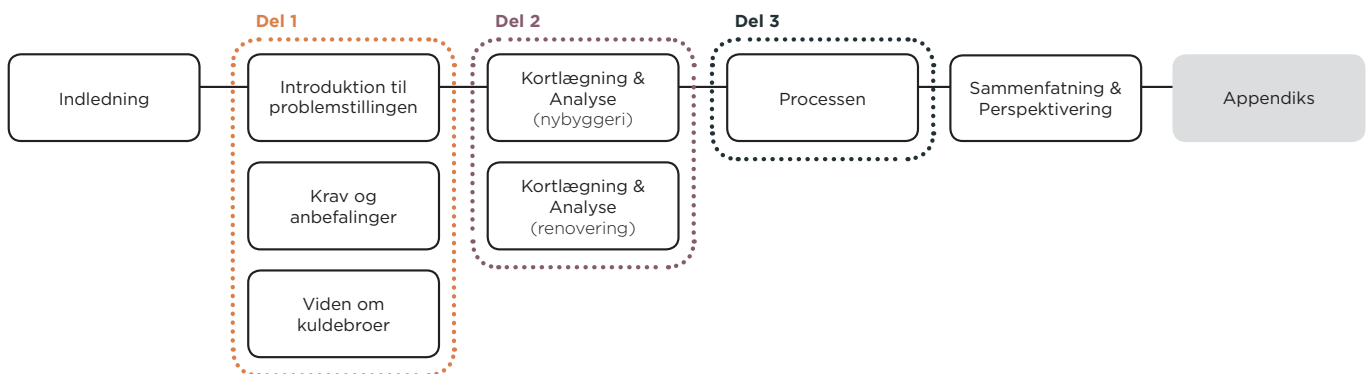 Del 1
Del 2
Del 3
Indledning
Introduktion til
problemstillingen
Kortlægning &
Analyse
(nybyggeri)
Processen
Sammenfatning &
Perspektivering
Appendiks
Krav og
anbefalinger
Kortlægning &
Analyse
(renovering)
Viden om
kuldebroer